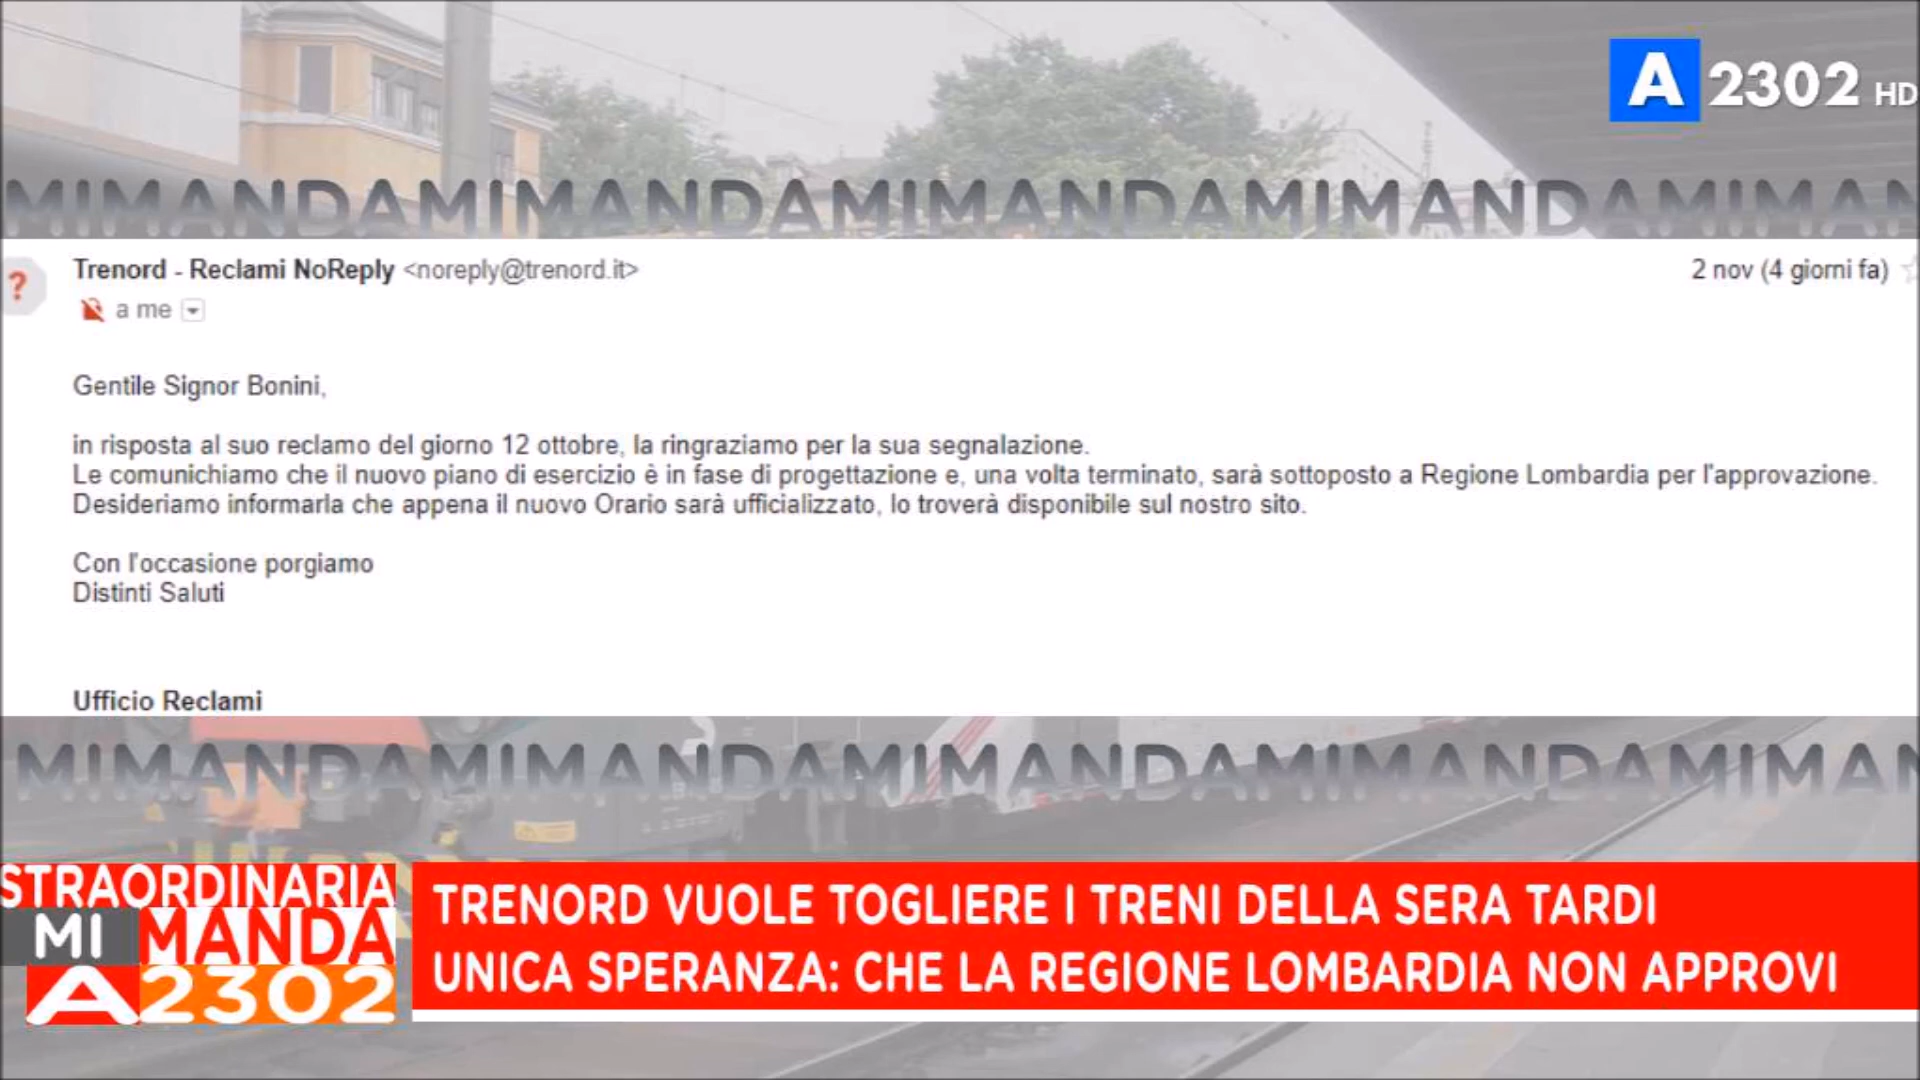 A 2302 HD
MIMANDAMIMANDAMIMANDAMIMANDAMIMAN
?
Trenord - Reclami NoReply <noreply@trenord.it>
2 nov (4 giorni fa)
a me
Gentile Signor Bonini,
in risposta al suo reclamo del giorno 12 ottobre, la ringraziamo per la sua segnalazione.
Le comunichiamo che il nuovo piano di esercizio è in fase di progettazione e, una volta terminato, sarà sottoposto a Regione Lombardia per l'approvazione.
Desideriamo informarla che appena il nuovo Orario sarà ufficializzato, lo troverà disponibile sul nostro sito.
Con l'occasione porgiamo
Distinti Saluti
Ufficio Reclami
MIMANDAMIMANDAMIMANDAMIMANDAMIMAN
STRAORDINARIA
MI MANDA
A2302
TRENORD VUOLE TOGLIERE I TRENI DELLA SERA TARDI
UNICA SPERANZA: CHE LA REGIONE LOMBARDIA NON APPROVI